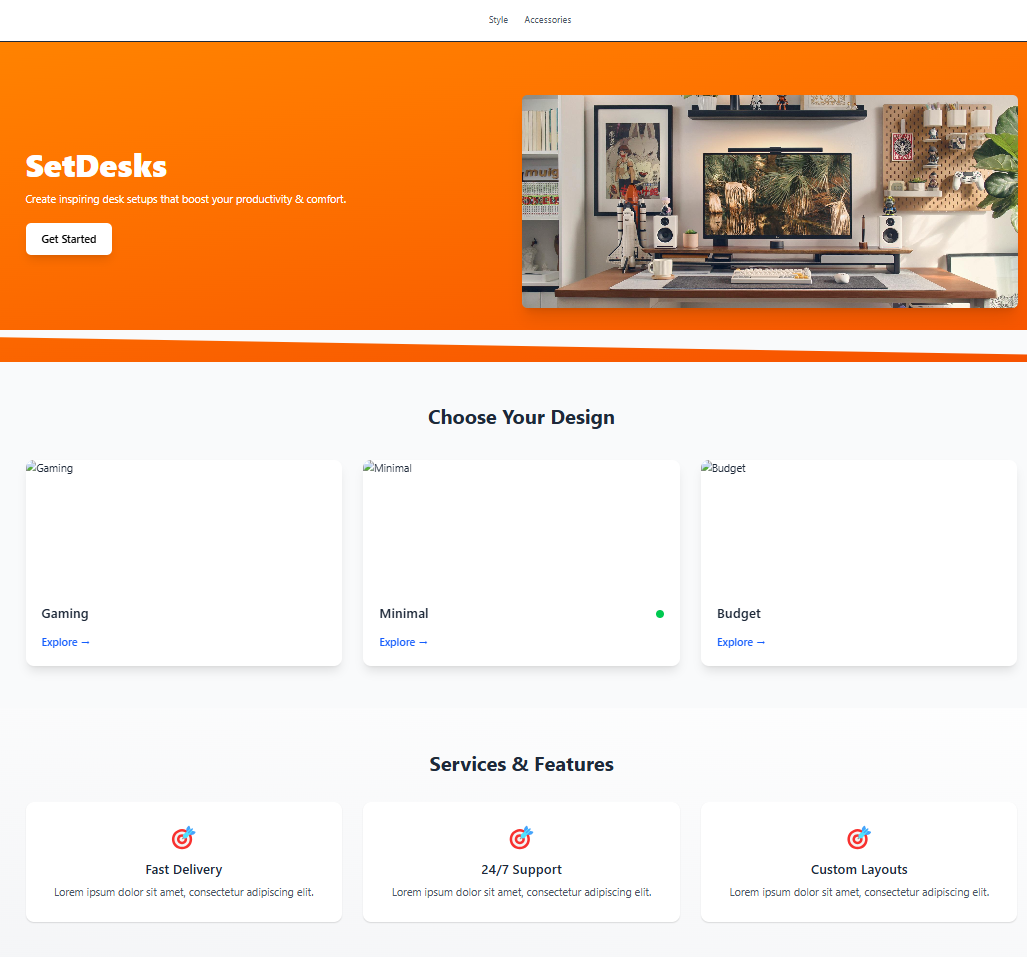 Style Accessories
SetDesks
Create inspiring desk setups that boost your productivity & comfort.
Get Started
Choose Your Design
Gaming Minimal Budget
Gaming Minimal Budget
Explore → Explore → Explore →
Services & Features
Fast Delivery 24/7 Support Custom Layouts
Lorem ipsum dolor sit amet, consectetur adipiscing elit. Lorem ipsum dolor sit amet, consectetur adipiscing elit. Lorem ipsum dolor sit amet, consectetur adipiscing elit.